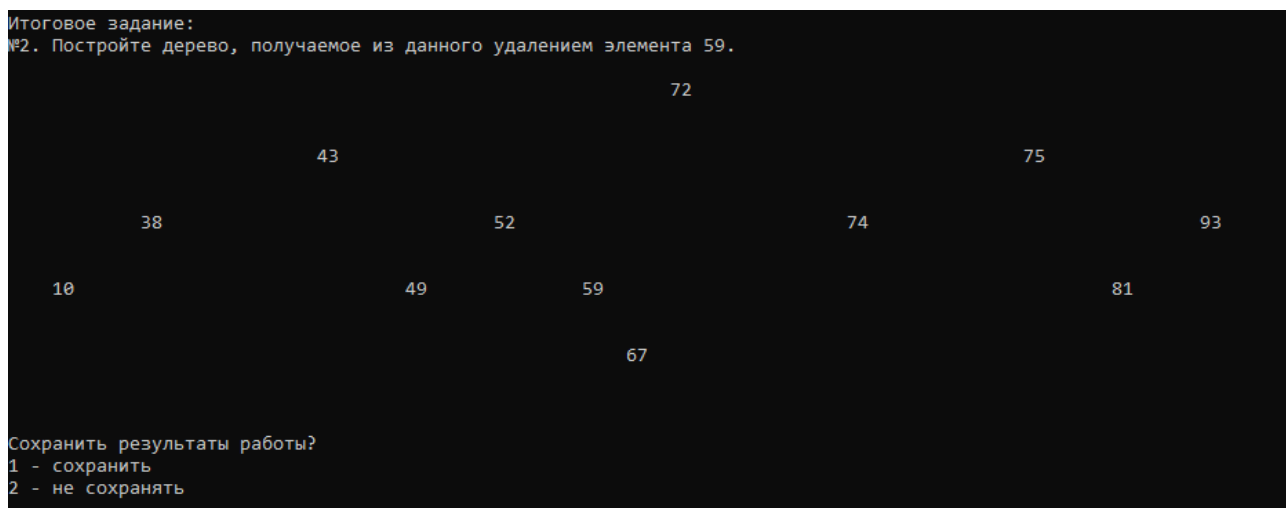 Итоговое задание:
№2. Постройте дерево, получаемое из данного удалением элемента 59.
72
43 75
38 52 74 93
10 49 59 81
67
Сохранить результаты работы?
1 - сохранить
2 - не сохранять